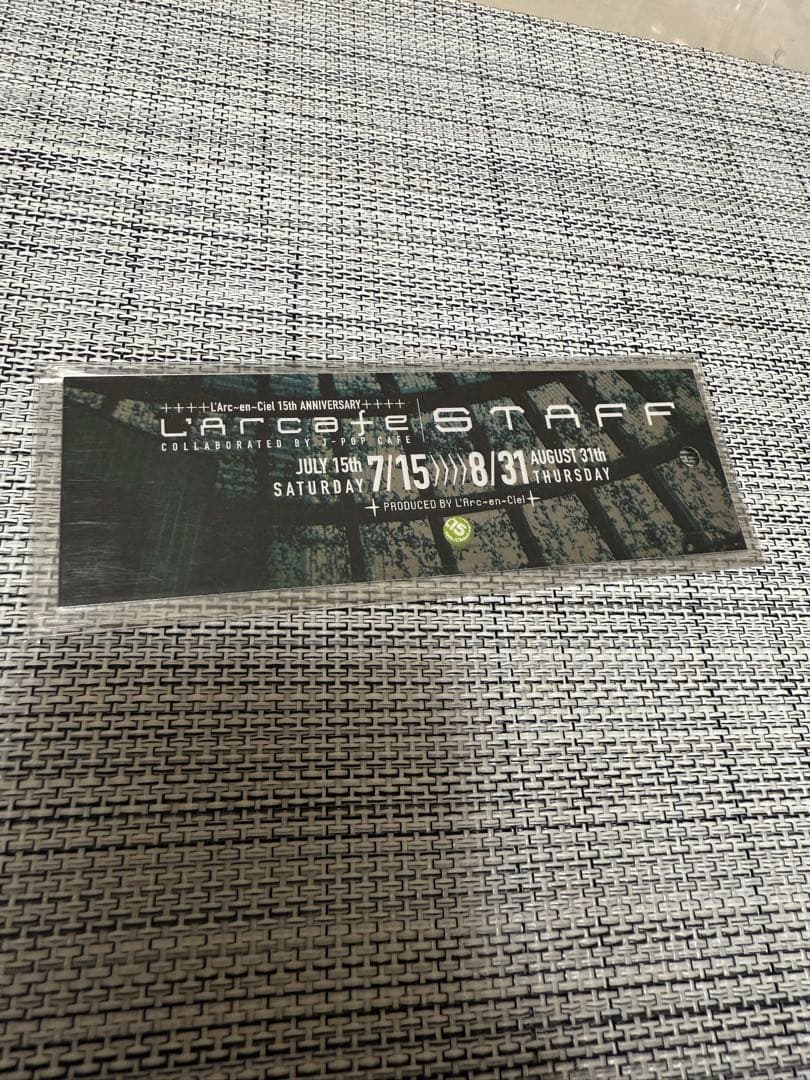 ++++L'Arc~en~Ciel 15th ANNIVERSARY++++
L'Arcafe STAFF
COLLABORATED BY J-POP CAFE
JULY 15th SATURDAY 7/15))))8/31 AUGUST 31th THURSDAY
PRODUCED BY L'Arc~en~Ciel
15